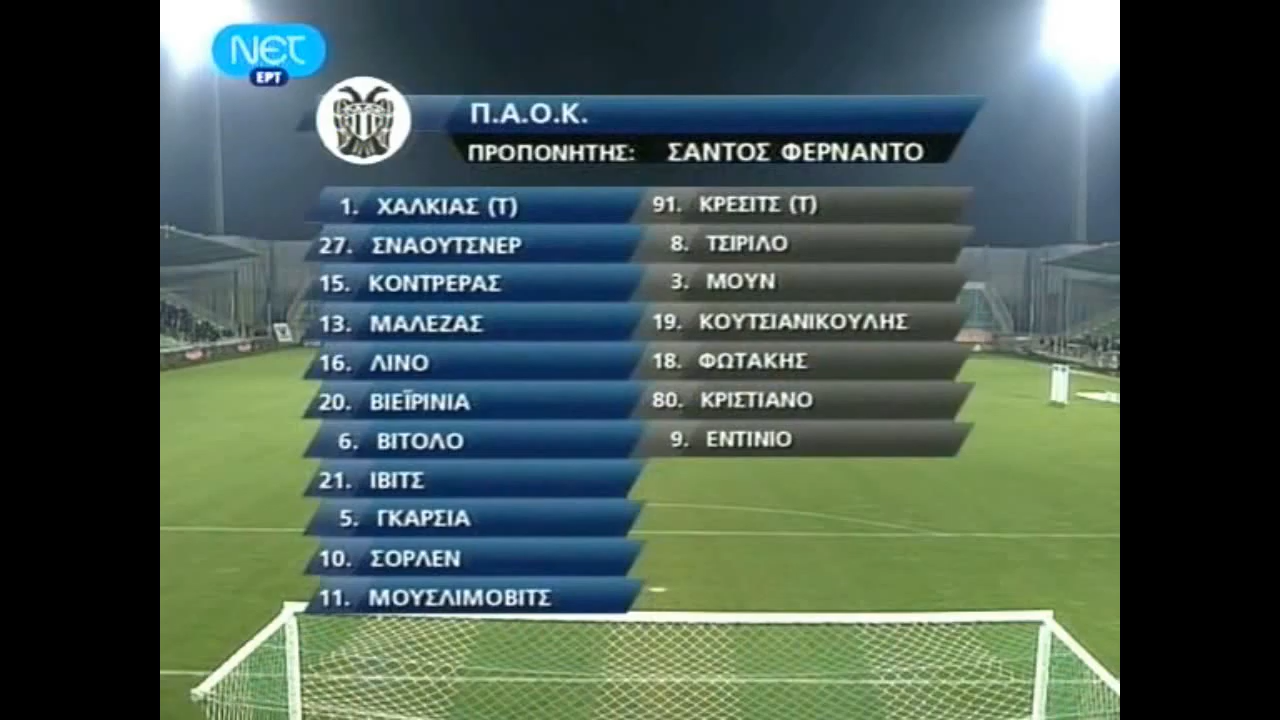 NET
ΕΡΤ
Π.Α.Ο.Κ.
ΠΡΟΠΟΝΗΤΗΣ: ΣΑΝΤΟΣ ΦΕΡΝΑΝΤΟ
1. ΧΑΛΚΙΑΣ (Τ)
27. ΣΝΑΟΥΤΣΝΕΡ
15. ΚΟΝΤΡΕΡΑΣ
13. ΜΑΛΕΖΑΣ
16. ΛΙΝΟ
20. ΒΙΕΪΡΙΝΙΑ
6. ΒΙΤΟΛΟ
21. ΙΒΙΤΣ
5. ΓΚΑΡΣΙΑ
10. ΣΟΡΛΕΝ
11. ΜΟΥΣΛΙΜΟΒΙΤΣ
91. ΚΡΕΣΙΤΣ (Τ)
8. ΤΣΙΡΙΛΟ
3. ΜΟΥΝ
19. ΚΟΥΤΣΙΑΝΙΚΟΥΛΗΣ
18. ΦΩΤΑΚΗΣ
80. ΚΡΙΣΤΙΑΝΟ
9. ΕΝΤΙΝΙΟ